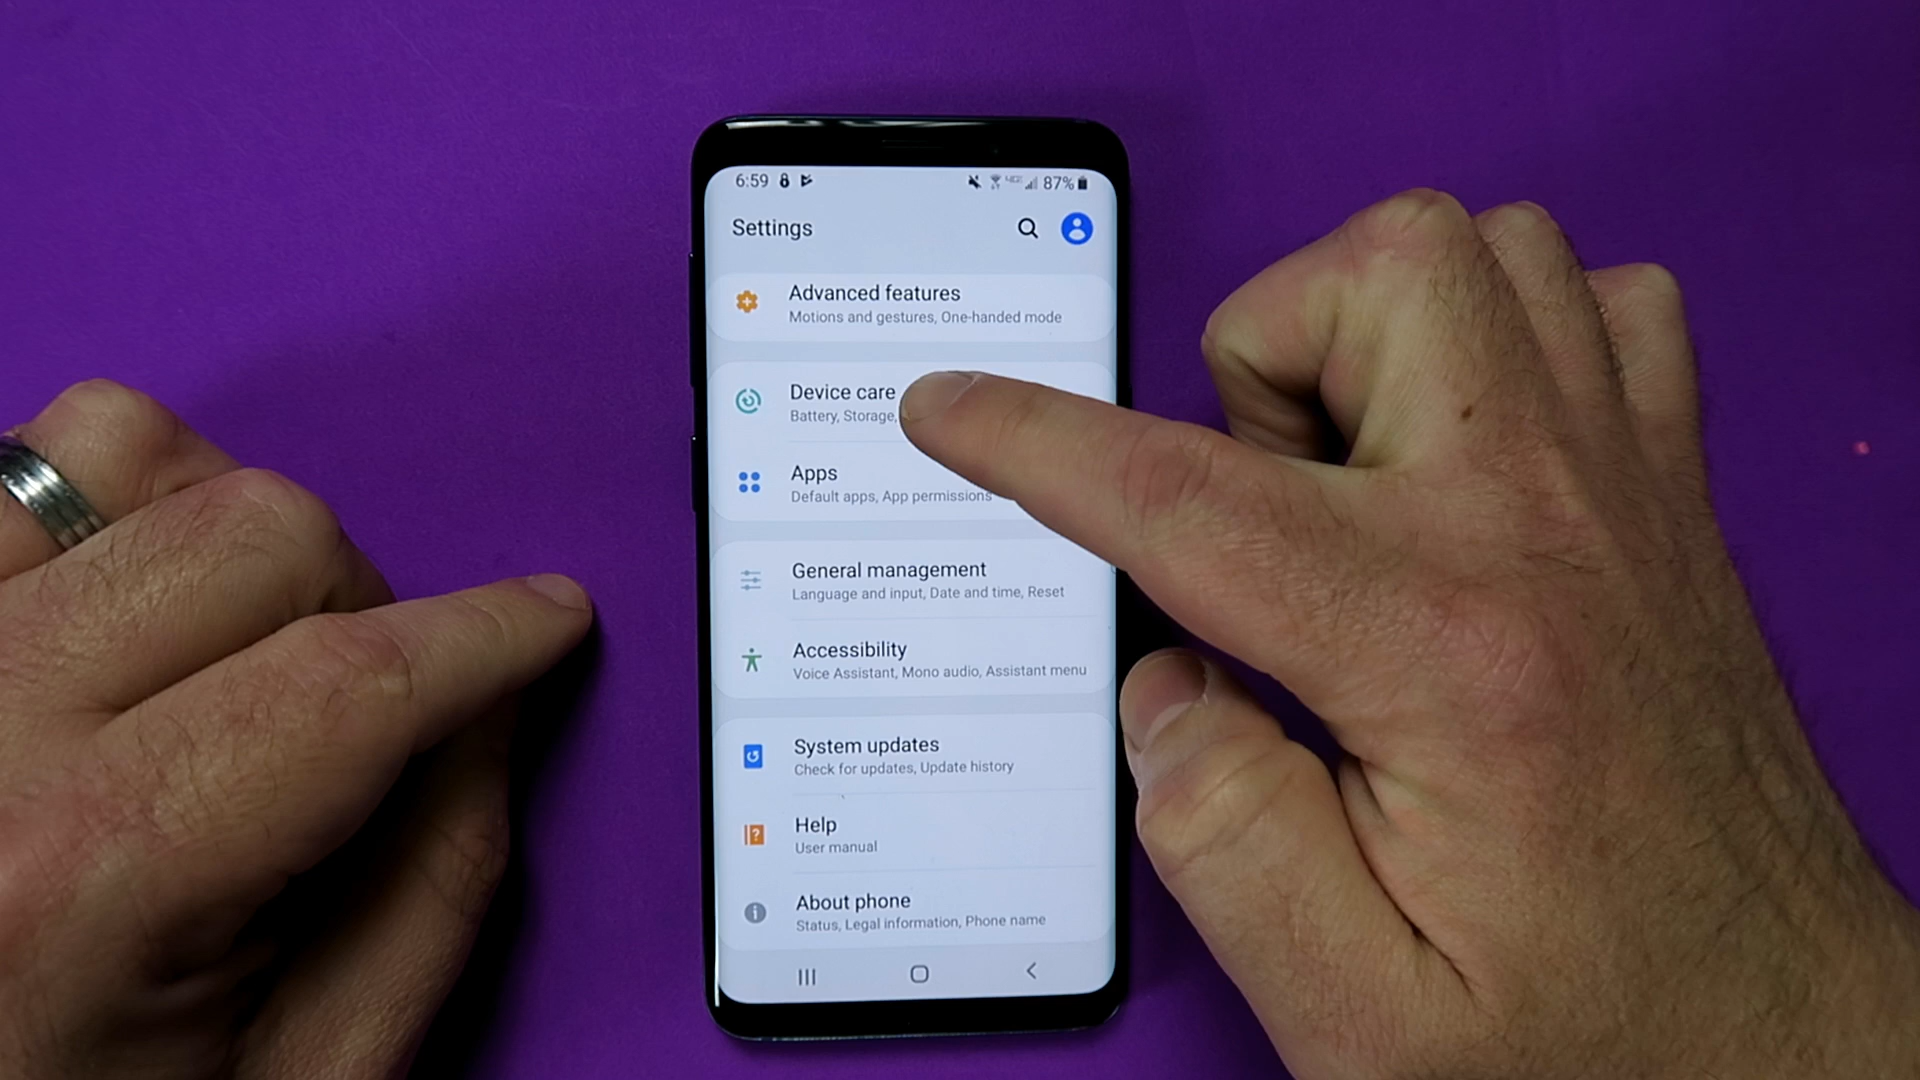 6:59 87%
Settings
Advanced features
Motions and gestures, One-handed mode
Device care
Battery, Storage,
Apps
Default apps, App permissions
General management
Language and input, Date and time, Reset
Accessibility
Voice Assistant, Mono audio, Assistant menu
System updates
Check for updates, Update history
Help
User manual
About phone
Status, Legal information, Phone name